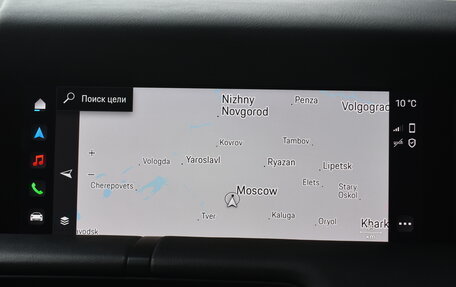 Поиск цели
10 °C
Nizhny
Novgorod
Penza
Volgograd
Kovrov
Tambov
Vologda
Yaroslavl
Ryazan
Lipetsk
Cherepovets
Moscow
Elets
Stary
Oskol
Tver
Kaluga
Oryol
Khark
avodsk